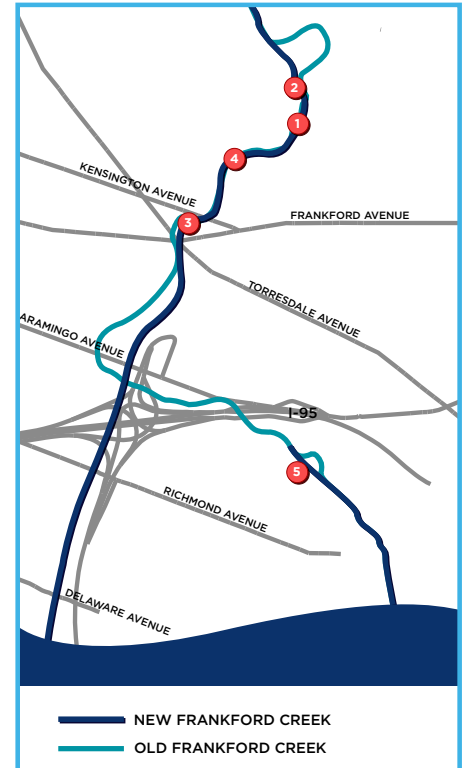 2
1
4
KENSINGTON AVENUE
3
FRANKFORD AVENUE
TORRESDALE AVENUE
ARAMINGO AVENUE
I-95
5
RICHMOND AVENUE
DELAWARE AVENUE
NEW FRANKFORD CREEK
OLD FRANKFORD CREEK